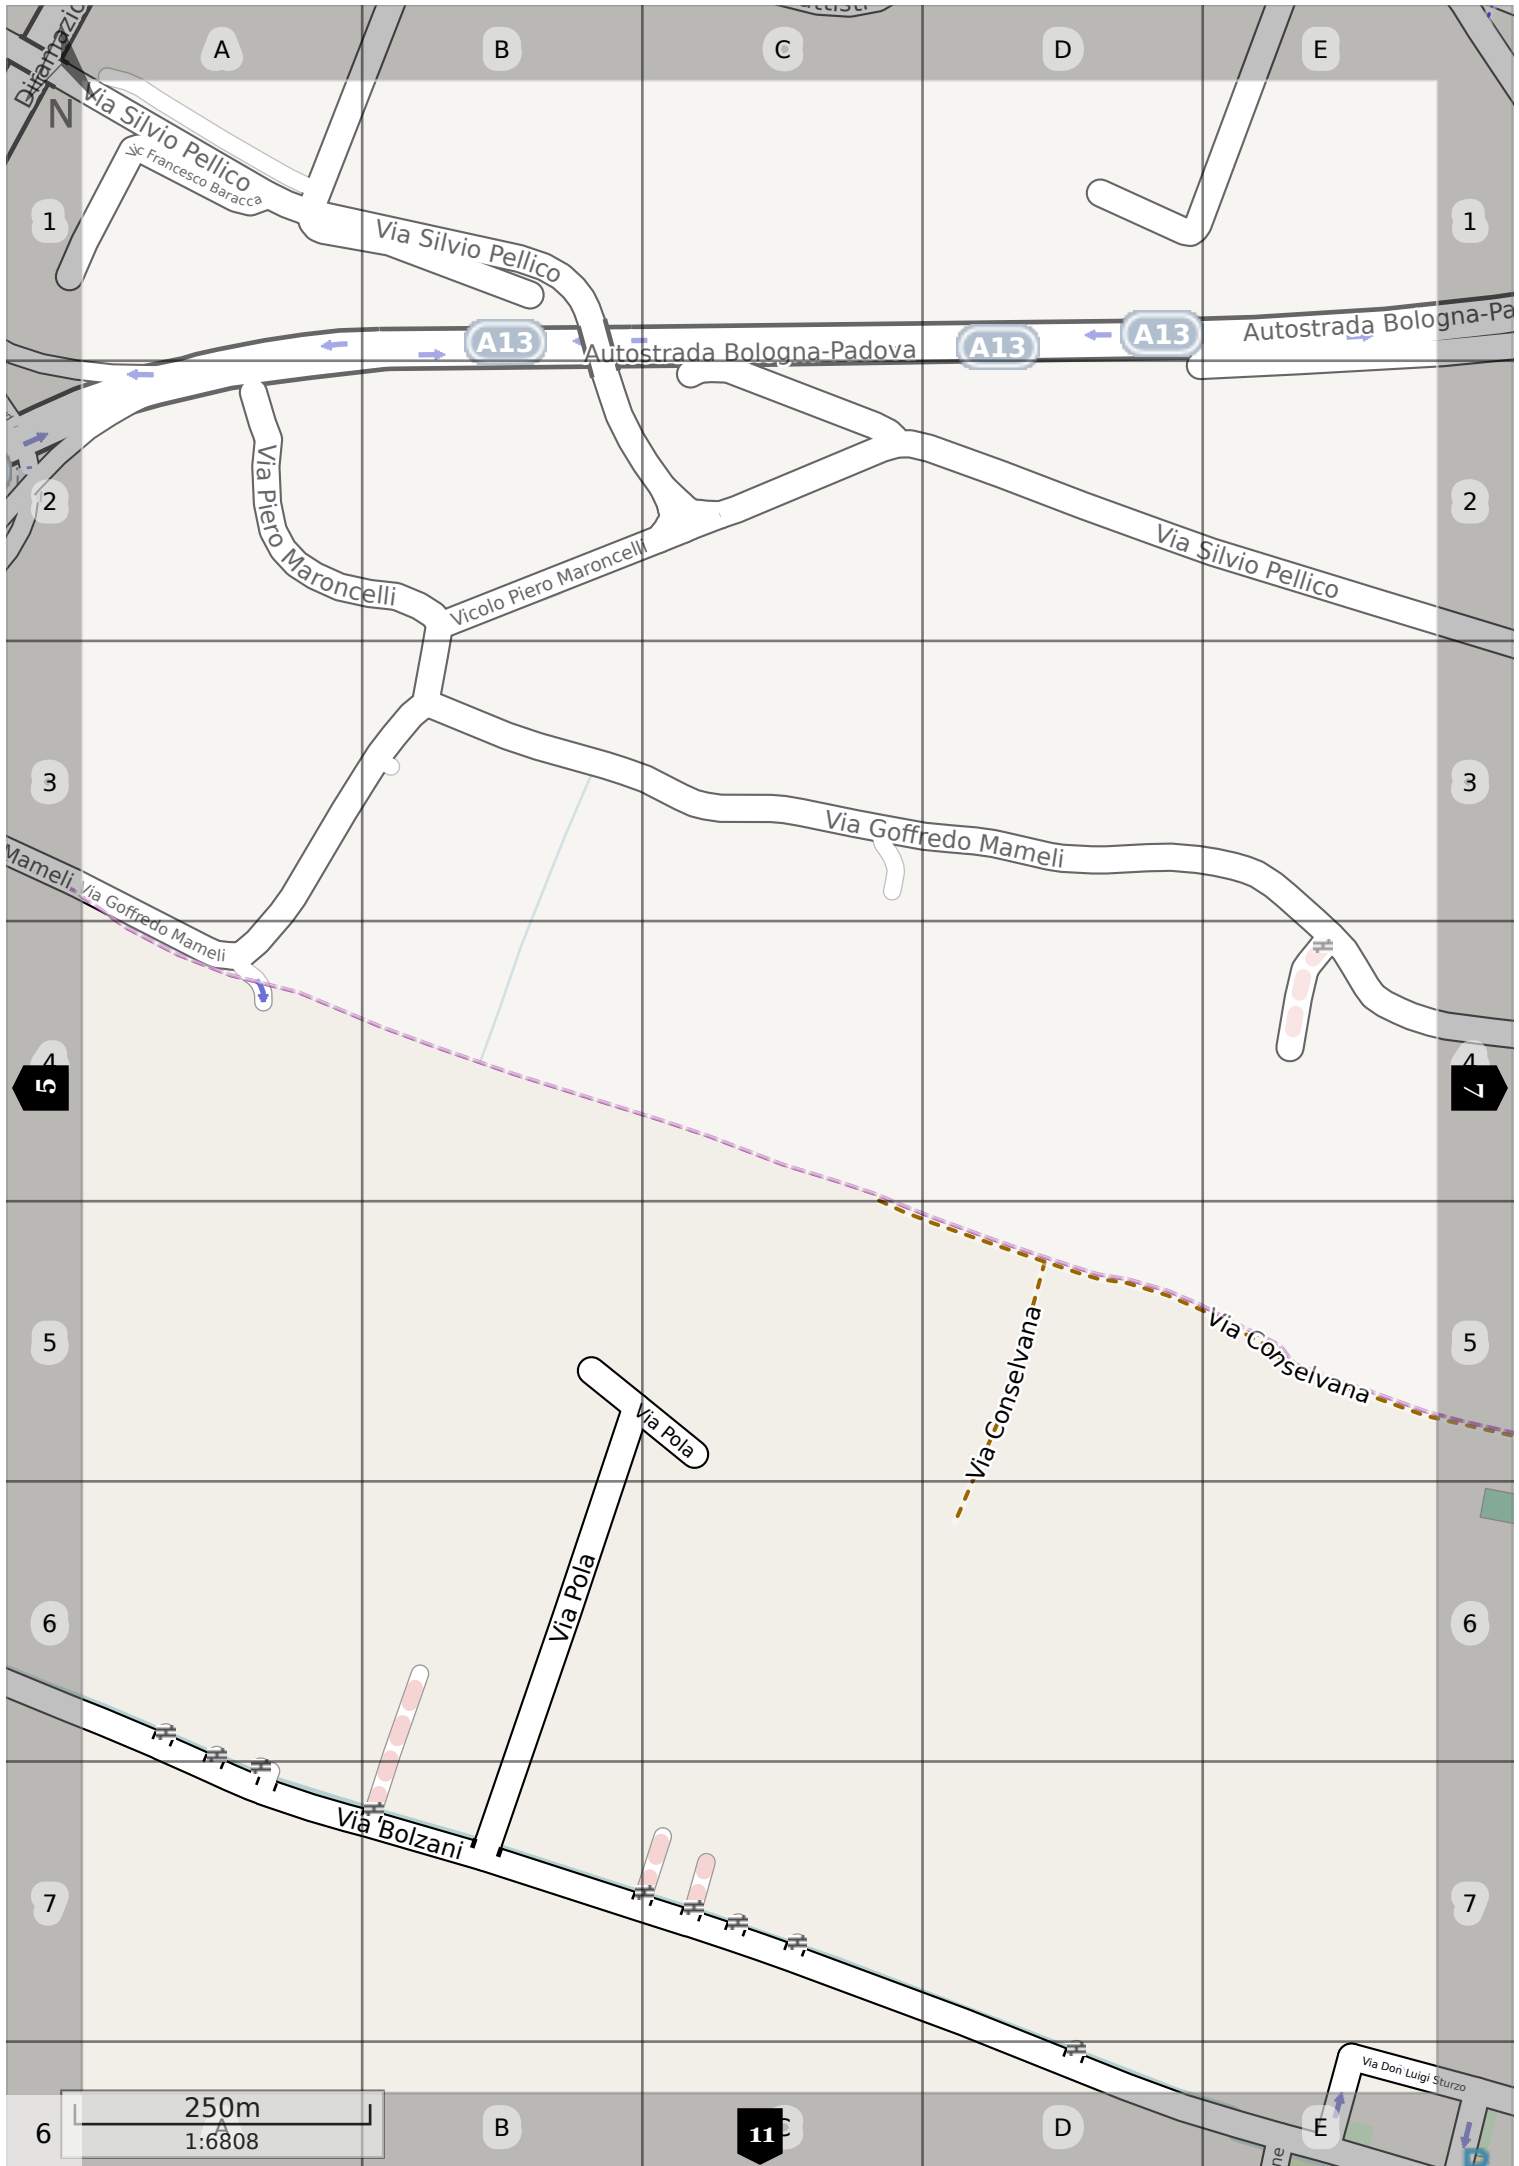 Diramazio
A
B
C
D
E
N
Via Silvio Pellico
Vic Francesco Baracca
1
Via Silvio Pellico
1
A13
Autostrada Bologna-Padova
A13
A13
Autostrada Bologna-Pa
2
Via Piero Maroncelli
Vicolo Piero Maroncelli
Via Silvio Pellico
2
3
Via Goffredo Mameli
3
Mameli
Via Goffredo Mameli
4
5
4
7
5
Via Conselvana
Via Conselvana
5
Via Pola
6
Via Pola
6
Via Bolzani
7
7
Via Don Luigi Sturzo
6
250m
1:6808
A
B
11
C
D
E
ne